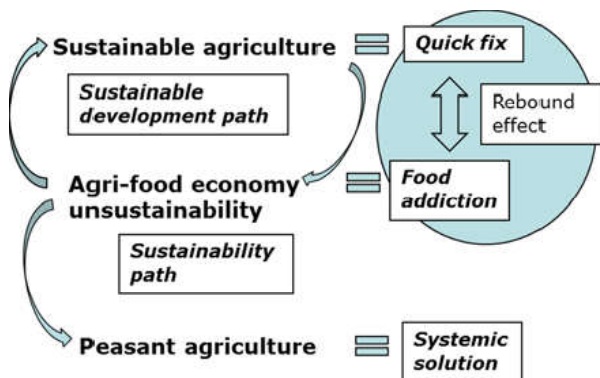 Sustainable agriculture
Quick fix
Sustainable
development path
Rebound
effect
Agri-food economy
unsustainability
Food
addiction
Sustainability
path
Peasant agriculture
Systemic
solution